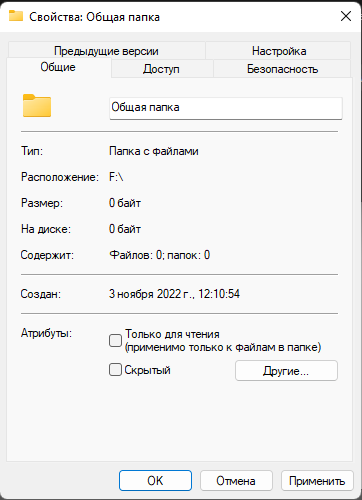 Свойства: Общая папка
Предыдущие версии Настройка
Общие Доступ Безопасность
Общая папка
Тип: Папка с файлами
Расположение: F:\
Размер: 0 байт
На диске: 0 байт
Содержит: Файлов: 0; папок: 0
Создан: 3 ноября 2022 г., 12:10:54
Атрибуты: Только для чтения
(применимо только к файлам в папке)
Скрытый Другие...
OK Отмена Применить